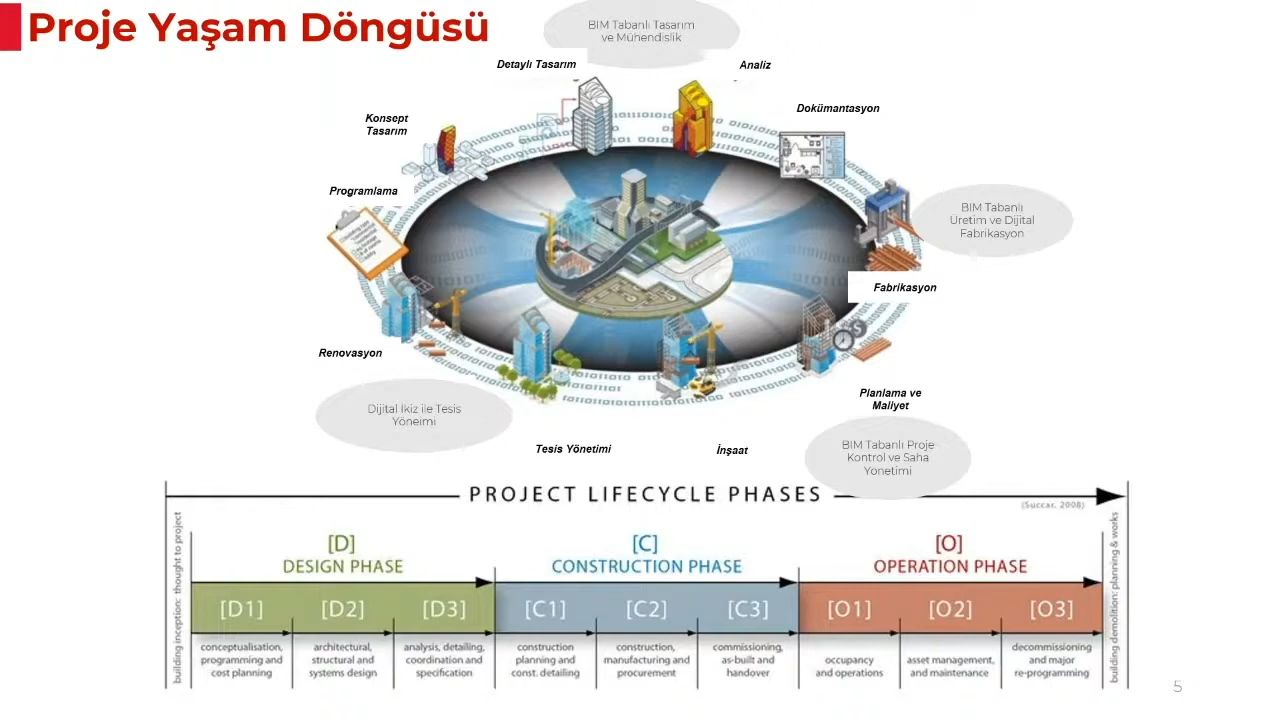 Proje Yaşam Döngüsü
BIM Tabanlı Tasarım
ve Mühendislik
Detaylı Tasarım
Analiz
Konsept
Tasarım
Dokümantasyon
Programlama
BIM Tabanlı
Üretim ve Dijital
Fabrikasyon
Fabrikasyon
Renovasyon
Planlama ve
Maliyet
Dijital İkiz ile Tesis
Yöneimi
Tesis Yönetimi
İnşaat
BIM Tabanlı Proje
Kontrol ve Saha
Yonetimi
PROJECT LIFECYCLE PHASES
(Succar, 2008)
building inception: thought to project
[D]
DESIGN PHASE
[C]
CONSTRUCTION PHASE
[O]
OPERATION PHASE
[D1]
[D2]
[D3]
[C1]
[C2]
[C3]
[O1]
[O2]
[O3]
conceptualisation,
programming and
cost planning
architectural,
structural and
systems design
analysis, detailing,
coordination and
specification
construction
planning and
const. detailing
construction,
manufacturing and
procurement
commissioning,
as-built and
handover
occupancy
and operations
asset management,
and maintenance
decommissioning
and major
re-programming
building demolition: planning & works
5